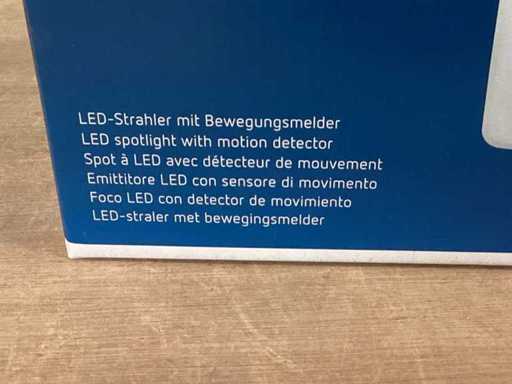 LED-Strahler mit Bewegungsmelder
LED spotlight with motion detector
Spot à LED avec détecteur de mouvement
Emittitore LED con sensore di movimento
Foco LED con detector de movimiento
LED-straler met bewegingsmelder